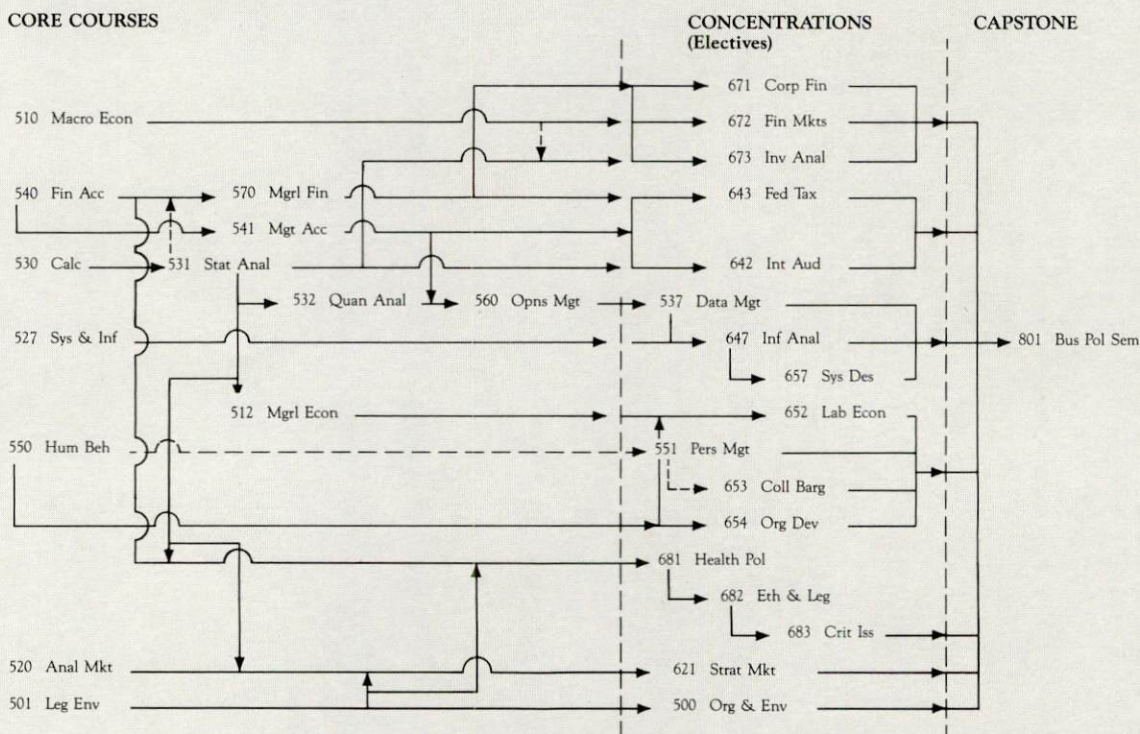 CORE COURSES
CONCENTRATIONS
(Electives)
CAPSTONE
671 Corp Fin
510 Macro Econ
672 Fin Mkts
673 Inv Anal
540 Fin Acc
570 Mgrl Fin
643 Fed Tax
541 Mgt Acc
530 Calc
531 Stat Anal
642 Int Aud
532 Quan Anal
560 Opns Mgt
537 Data Mgt
527 Sys & Inf
647 Inf Anal
801 Bus Pol Sem
657 Sys Des
512 Mgrl Econ
652 Lab Econ
550 Hum Beh
551 Pers Mgt
653 Coll Barg
654 Org Dev
681 Health Pol
682 Eth & Leg
683 Crit Iss
520 Anal Mkt
621 Strat Mkt
501 Leg Env
500 Org & Env